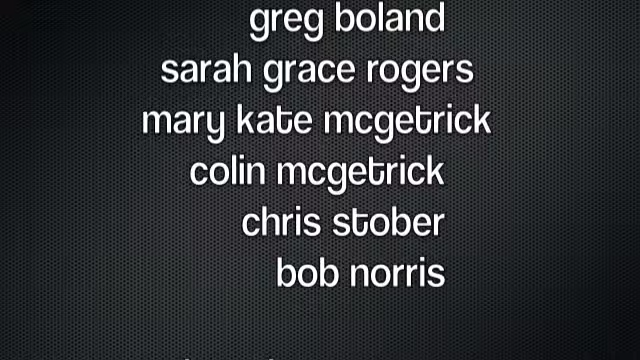 greg boland
sarah grace rogers
mary kate mcgetrick
colin mcgetrick
chris stober
bob norris